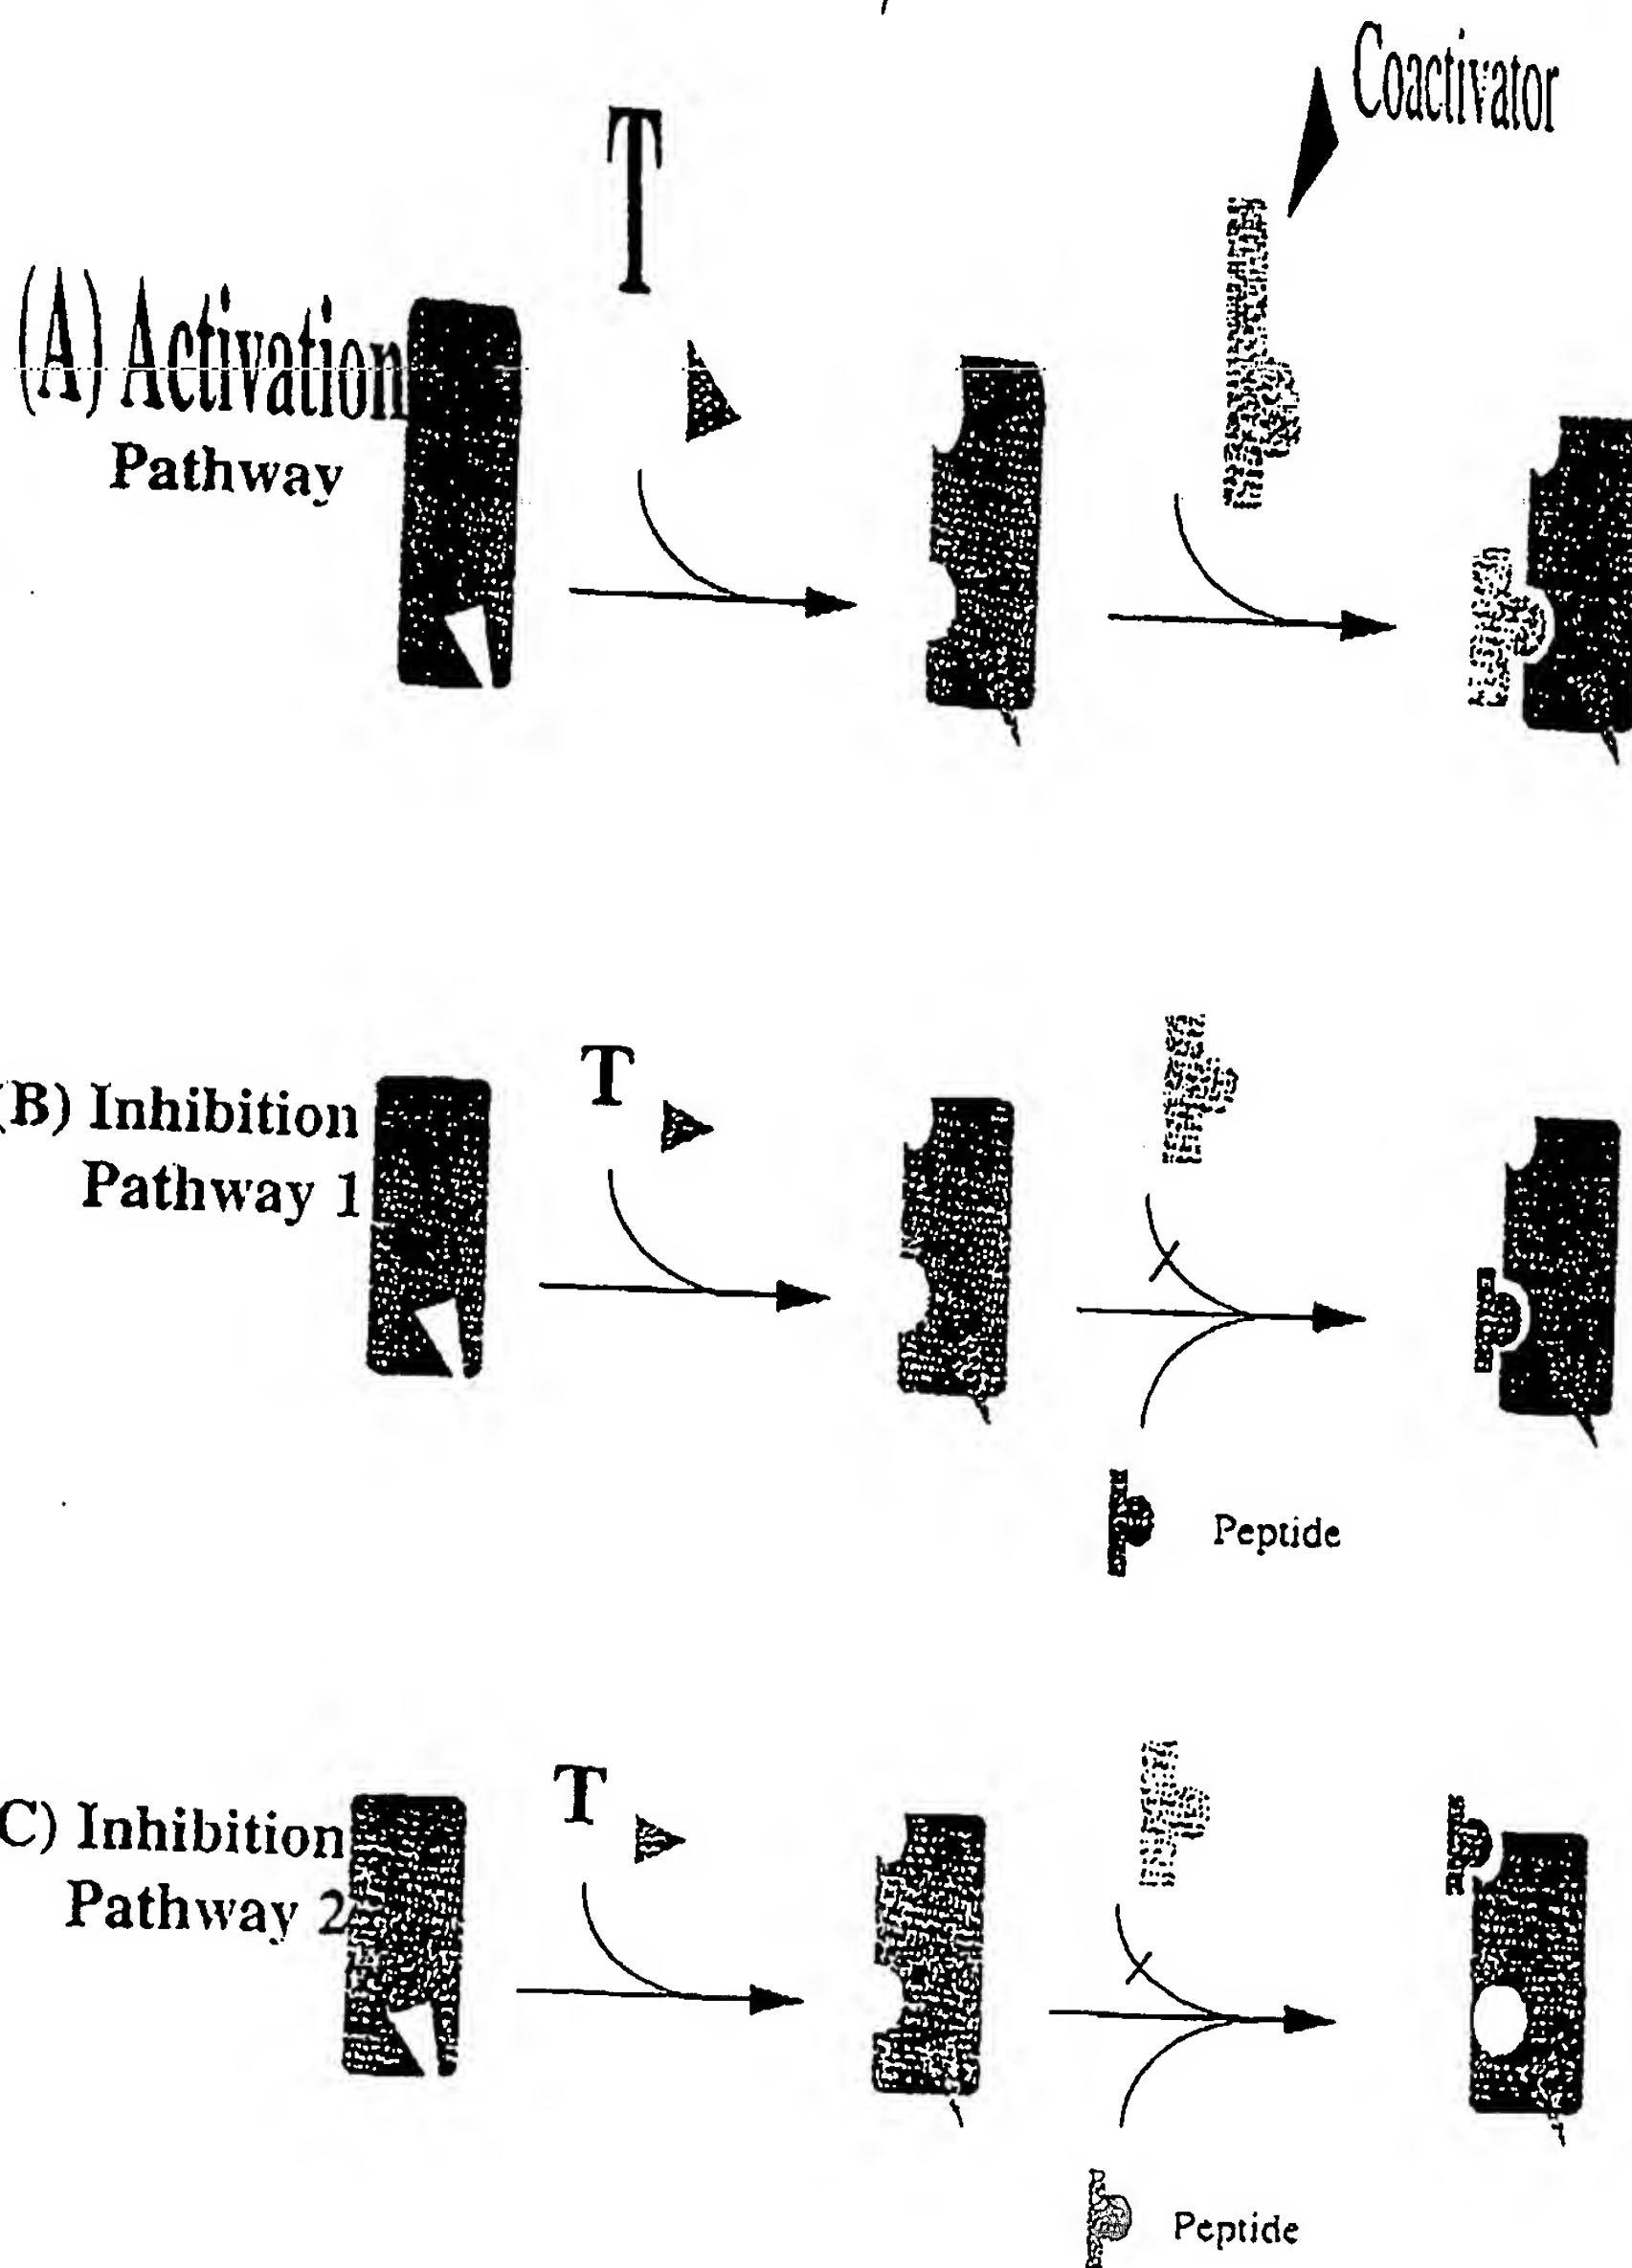 Coactivator
T
(A) Activation
Pathway
T
(B) Inhibition
Pathway 1
Peptide
T
C) Inhibition
Pathway 2
Peptide